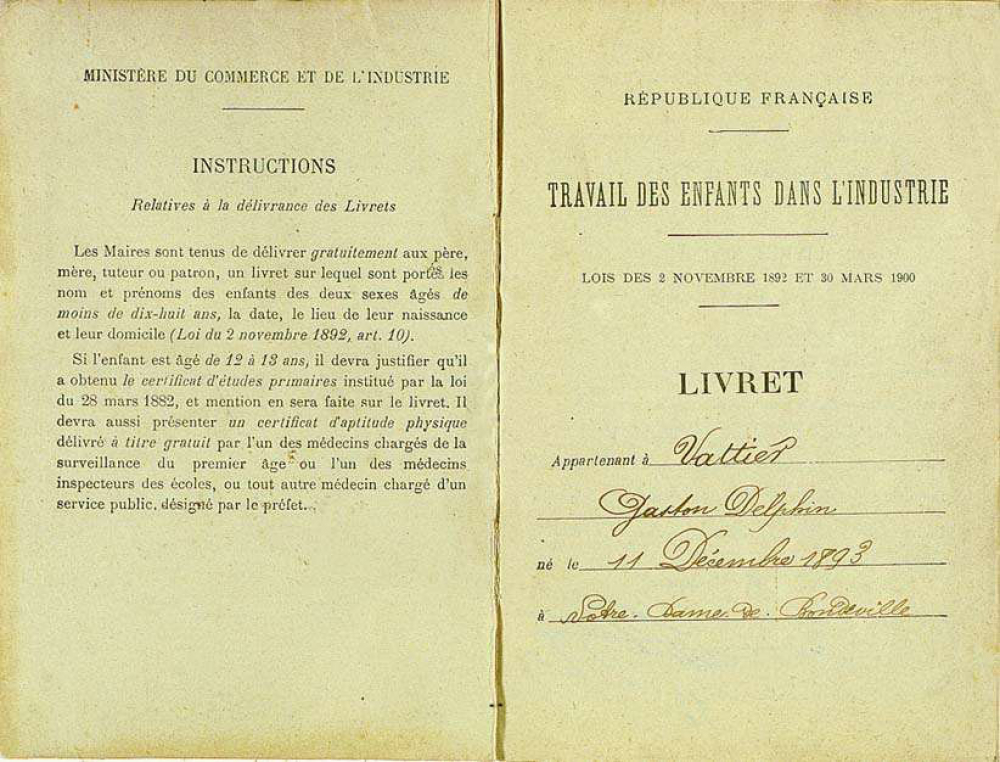 MINISTÈRE DU COMMERCE ET DE L'INDUSTRIE
INSTRUCTIONS
Relatives à la délivrance des Livrets
Les Maires sont tenus de délivrer gratuitement aux père,
mère, tuteur ou patron, un livret sur lequel sont portés les
nom et prénoms des enfants des deux sexes âgés de
moins de dix-huit ans, la date, le lieu de leur naissance
et leur domicile (Loi du 2 novembre 1892, art. 10).
Si l'enfant est âgé de 12 à 13 ans, il devra justifier qu'il
a obtenu le certificat d'études primaires institué par la loi
du 28 mars 1882, et mention en sera faite sur le livret. Il
devra aussi présenter un certificat d'aptitude physique
délivré à titre gratuit par l'un des médecins chargés de la
surveillance du premier âge ou l'un des médecins
inspecteurs des écoles, ou tout autre médecin chargé d'un
service public, désigné par le préfet.
RÉPUBLIQUE FRANÇAISE
TRAVAIL DES ENFANTS DANS L'INDUSTRIE
LOIS DES 2 NOVEMBRE 1892 ET 30 MARS 1900
LIVRET
Appartenant à Vattier
Gaston Delphin
né le 11 Décembre 1893
à Notre-Dame-de-Bondeville